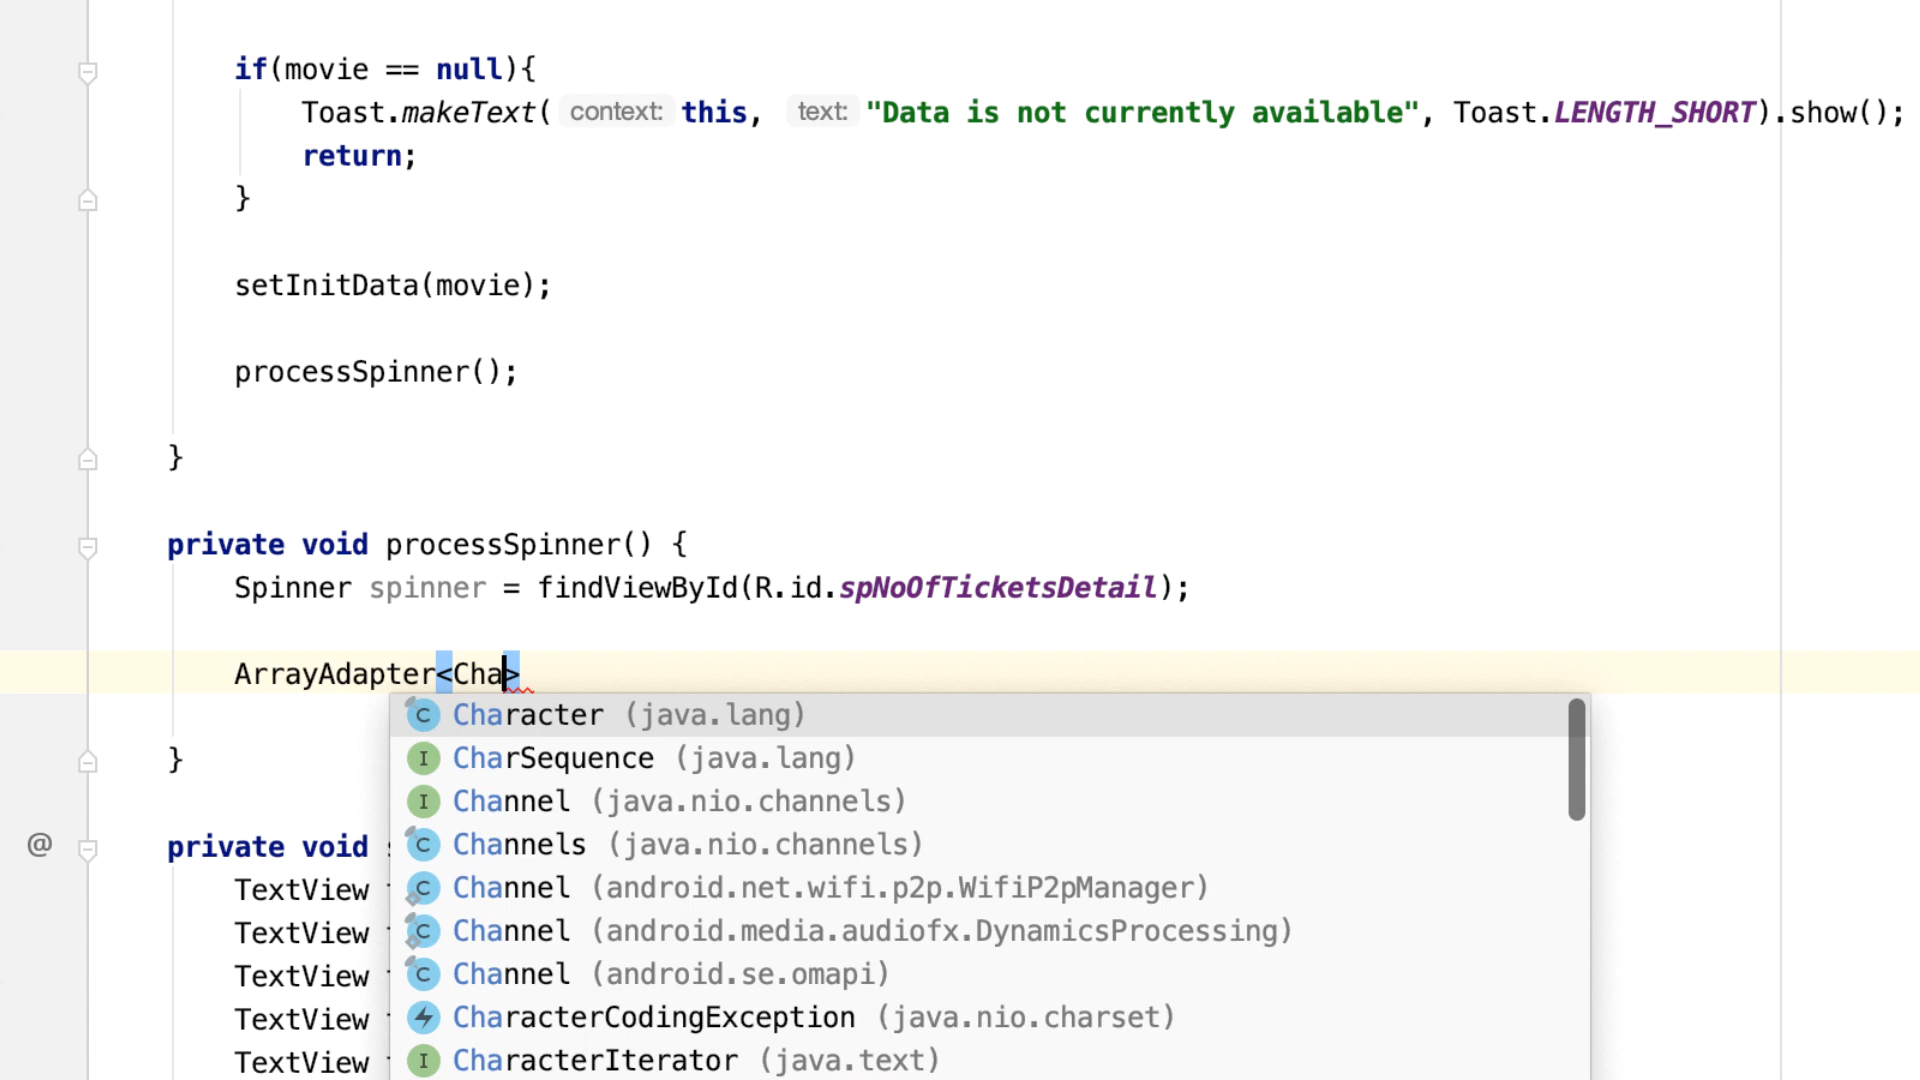 if(movie == null){
Toast.makeText( context: this, text: "Data is not currently available", Toast.LENGTH_SHORT).show();
return;
}
setInitData(movie);
processSpinner();
}
private void processSpinner() {
Spinner spinner = findViewById(R.id.spNoOfTicketsDetail);
ArrayAdapter<Cha>
C Character (java.lang)
I CharSequence (java.lang)
}
I Channel (java.nio.channels)
@ private void
C Channels (java.nio.channels)
TextView
C Channel (android.net.wifi.p2p.WifiP2pManager)
TextView
C Channel (android.media.audiofx.DynamicsProcessing)
TextView
C Channel (android.se.omapi)
TextView
CharacterCodingException (java.nio.charset)
TextView
I CharacterIterator (java.text)